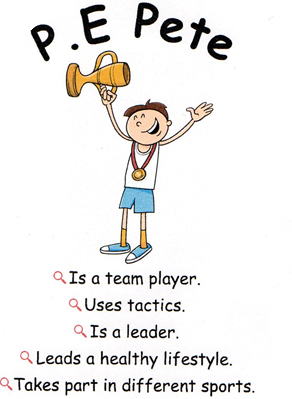 P.E Pete
Is a team player.
Uses tactics.
Is a leader.
Leads a healthy lifestyle.
Takes part in different sports.